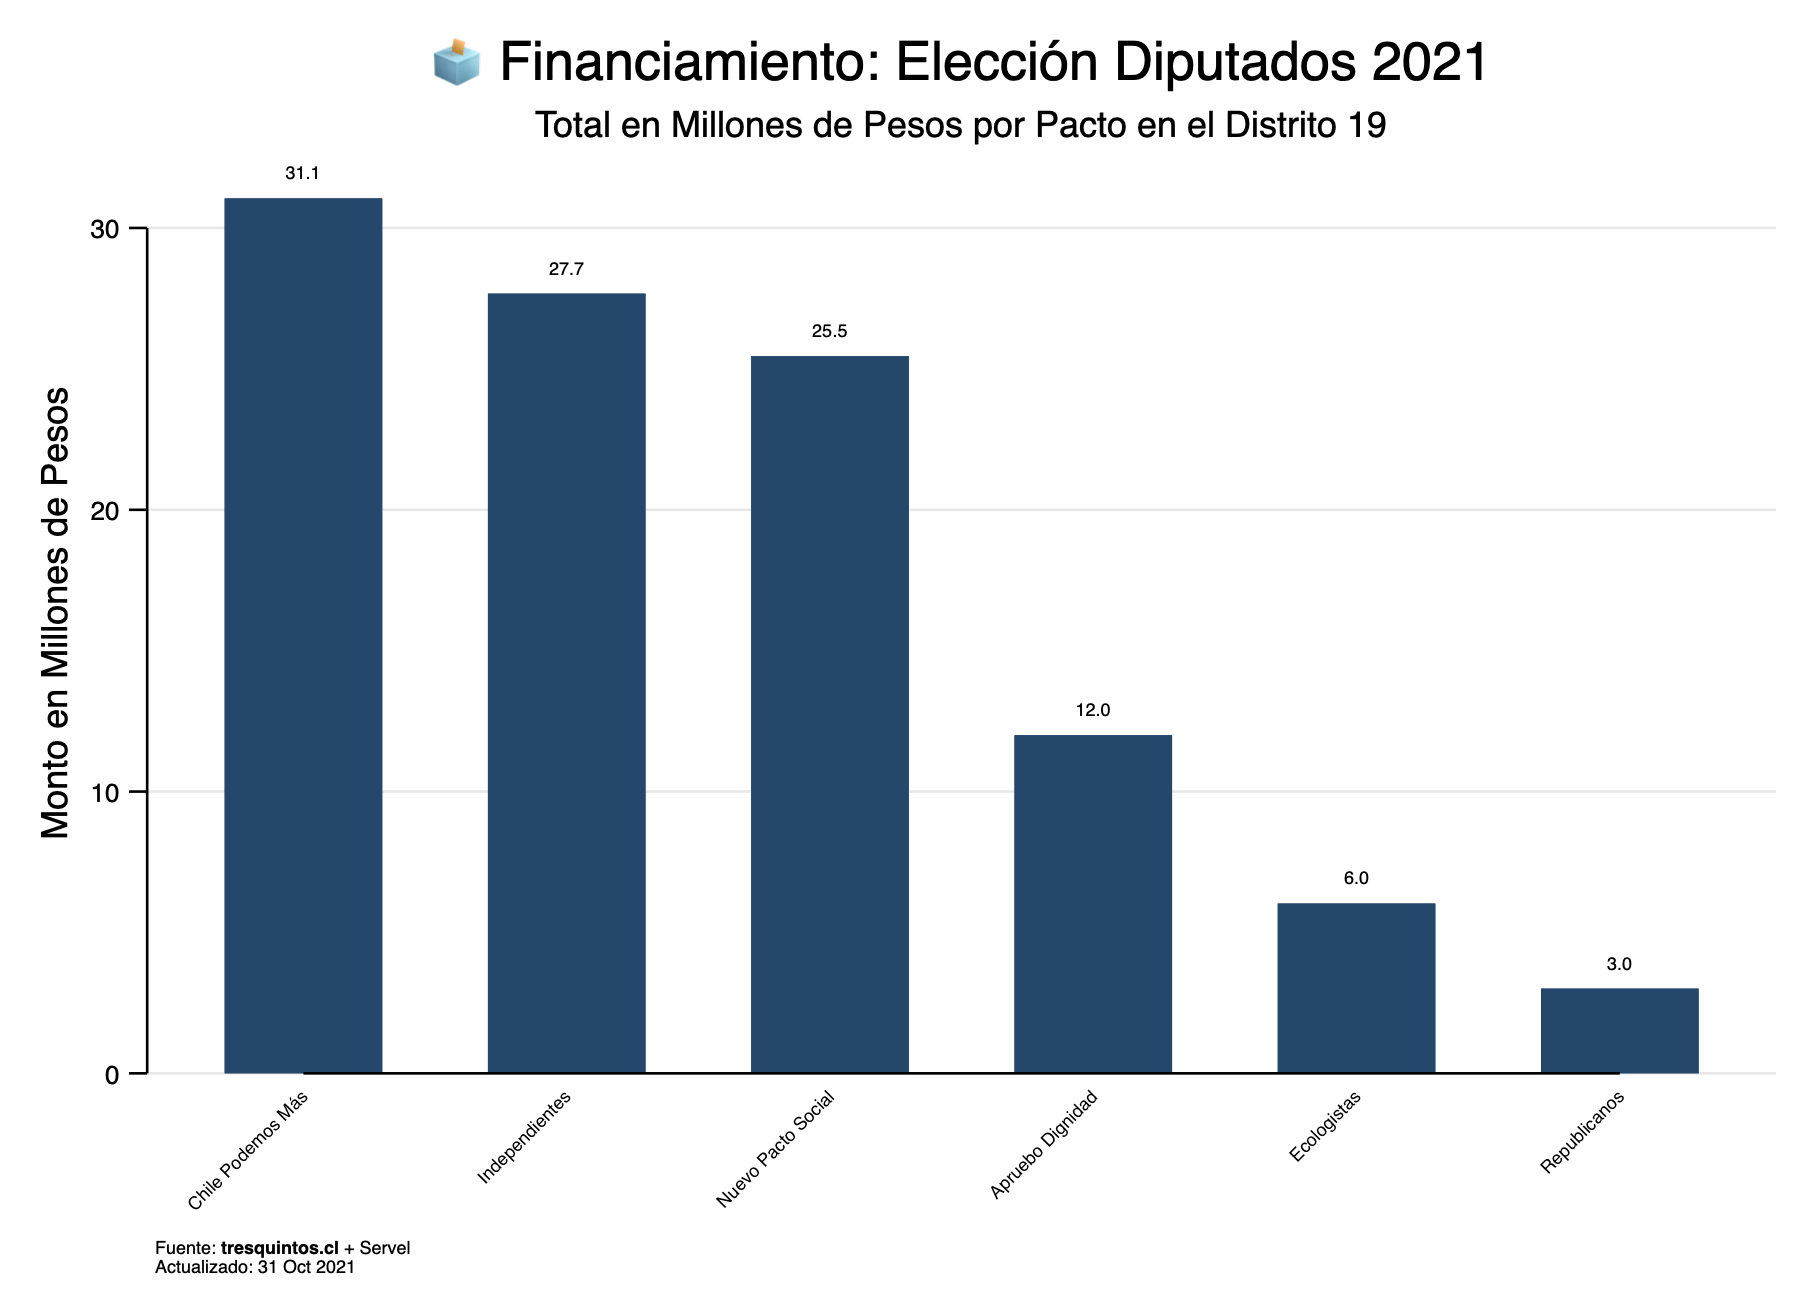 Financiamiento: Elección Diputados 2021
Total en Millones de Pesos por Pacto en el Distrito 19
Monto en Millones de Pesos
30
20
10
0
31.1
27.7
25.5
12.0
6.0
3.0
Chile Podemos Más
Independientes
Nuevo Pacto Social
Apruebo Dignidad
Ecologistas
Republicanos
Fuente: tresquintos.cl + Servel
Actualizado: 31 Oct 2021